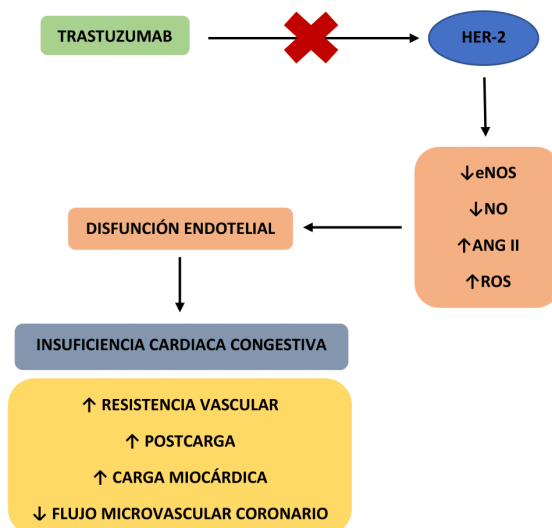 TRASTUZUMAB
HER-2
↓eNOS
↓NO
↑ANG II
↑ROS
DISFUNCIÓN ENDOTELIAL
INSUFICIENCIA CARDIACA CONGESTIVA
↑ RESISTENCIA VASCULAR
↑ POSTCARGA
↑ CARGA MIOCÁRDICA
↓ FLUJO MICROVASCULAR CORONARIO